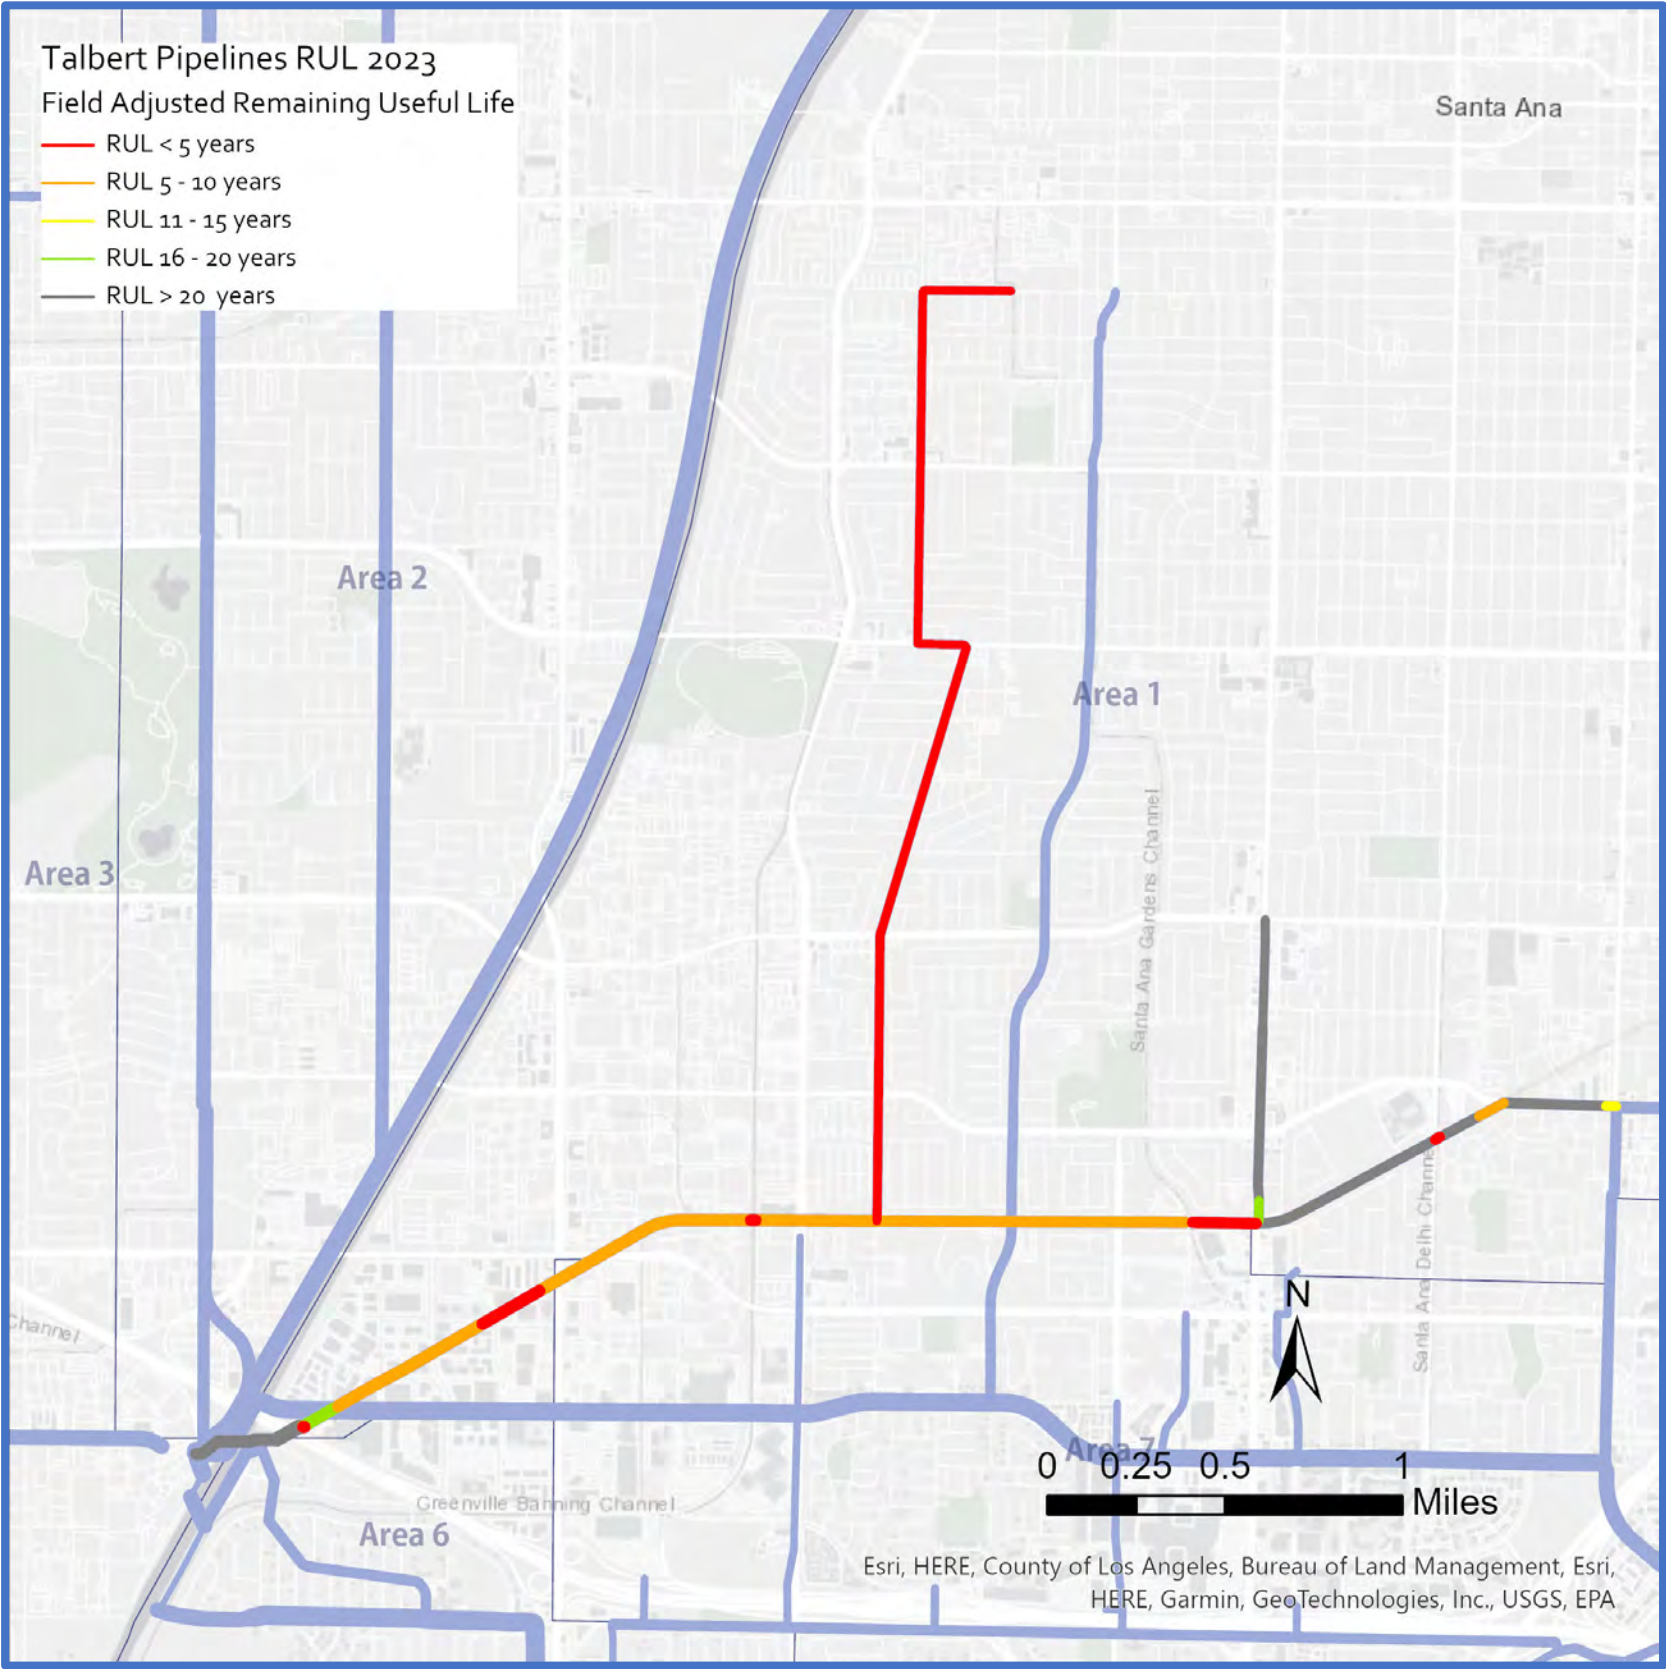 Talbert Pipelines RUL 2023
Field Adjusted Remaining Useful Life
RUL < 5 years
RUL 5 - 10 years
RUL 11 - 15 years
RUL 16 - 20 years
RUL > 20 years
Santa Ana
Area 2
Area 1
Area 3
Santa Ana Gardens Channel
Santa Ana Delhi Channel
Channel
N
Area 7
0 0.25 0.5 1
Miles
Greenville Banning Channel
Area 6
Esri, HERE, County of Los Angeles, Bureau of Land Management, Esri,
HERE, Garmin, GeoTechnologies, Inc., USGS, EPA